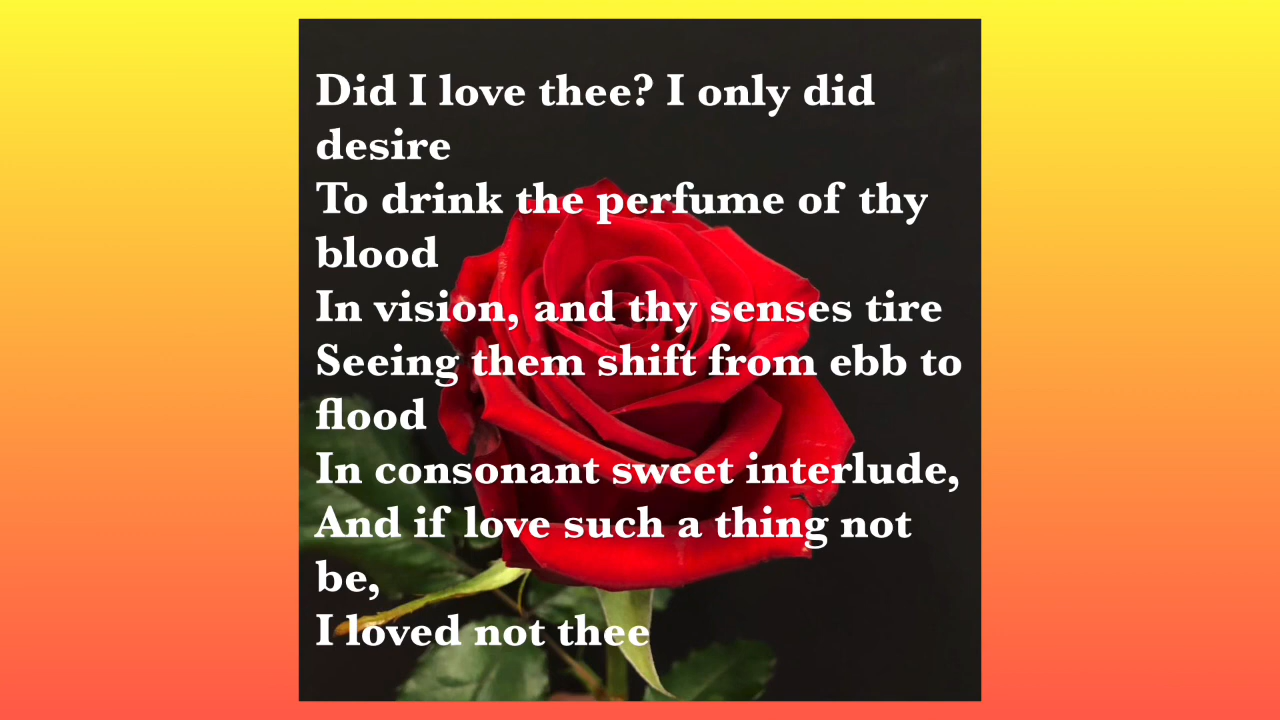 Did I love thee? I only did
desire
To drink the perfume of thy
blood
In vision, and thy senses tire
Seeing them shift from ebb to
flood
In consonant sweet interlude,
And if love such a thing not
be,
I loved not thee